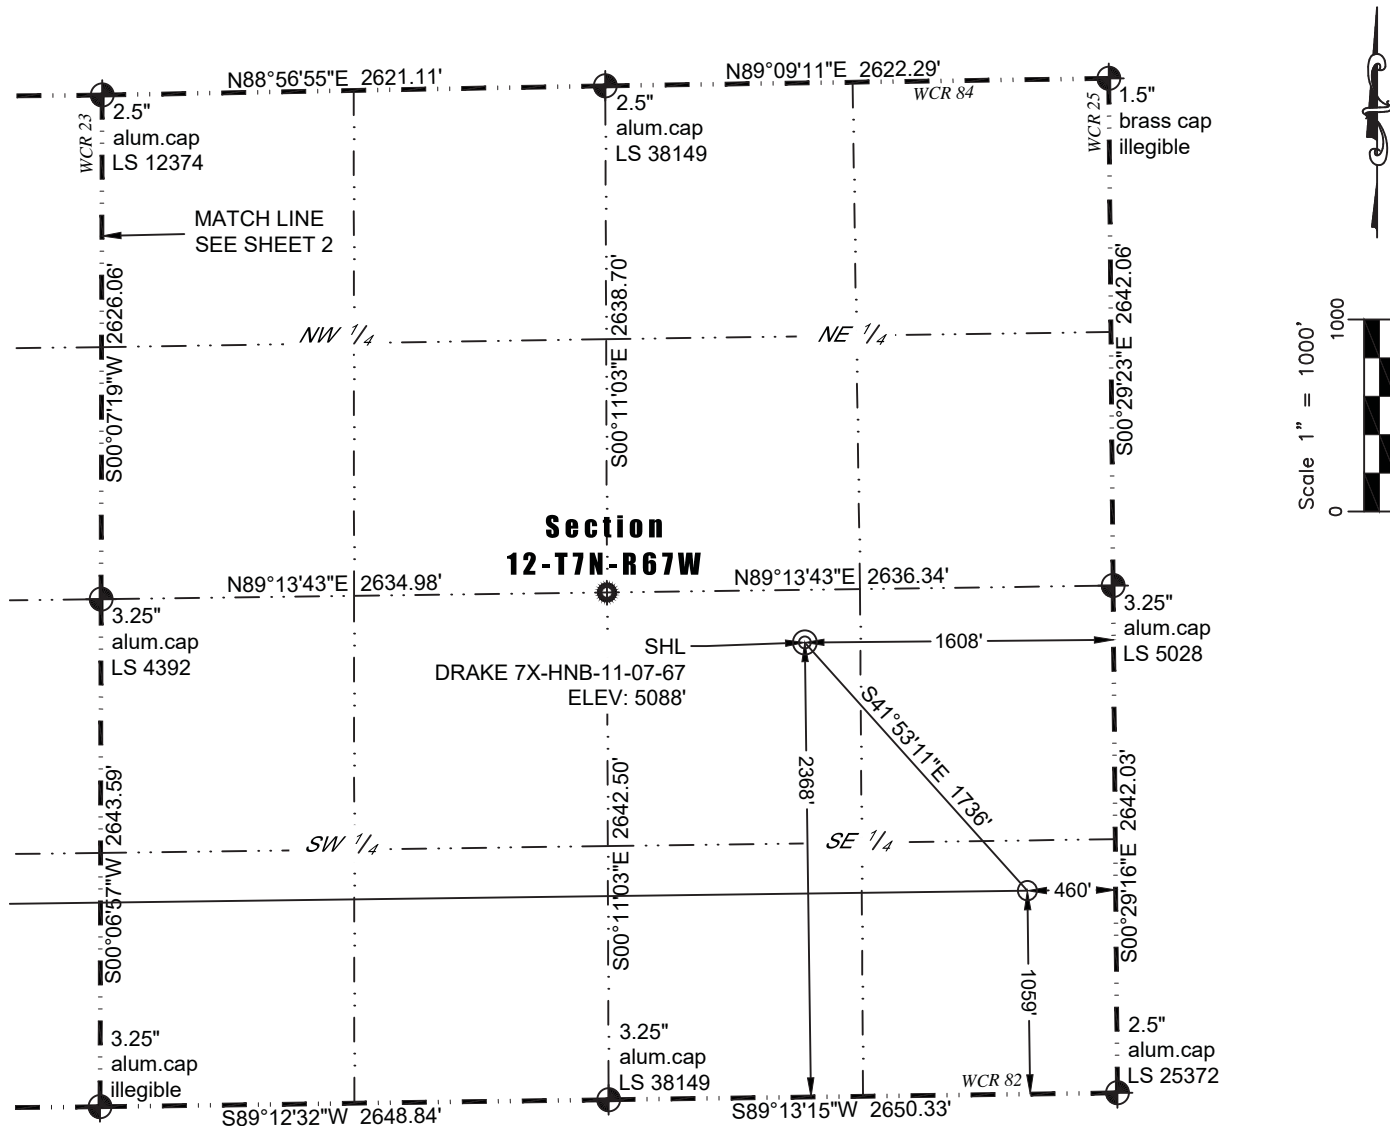 N88°56'55"E 2621.11'
N89°09'11"E 2622.29'
WCR 84
WCR 23
2.5"
alum.cap
LS 12374
2.5"
alum.cap
LS 38149
WCR 25
1.5"
brass cap
illegible
MATCH LINE
SEE SHEET 2
S00°07'19"W 2626.06'
NW 1/4
S00°11'03"E 2638.70'
NE 1/4
S00°29'23"E 2642.06'
Scale 1" = 1000'
0
1000
Section
12-T7N-R67W
N89°13'43"E 2634.98'
N89°13'43"E 2636.34'
3.25"
alum.cap
LS 4392
3.25"
alum.cap
LS 5028
SHL
DRAKE 7X-HNB-11-07-67
ELEV: 5088'
1608'
S41°53'11"E 1736'
2368'
S00°06'57"W 2643.59'
SW 1/4
S00°11'03"E 2642.50'
SE 1/4
S00°29'16"E 2642.03'
460'
1059'
3.25"
alum.cap
illegible
3.25"
alum.cap
LS 38149
2.5"
alum.cap
LS 25372
WCR 82
S89°12'32"W 2648.84'
S89°13'15"W 2650.33'